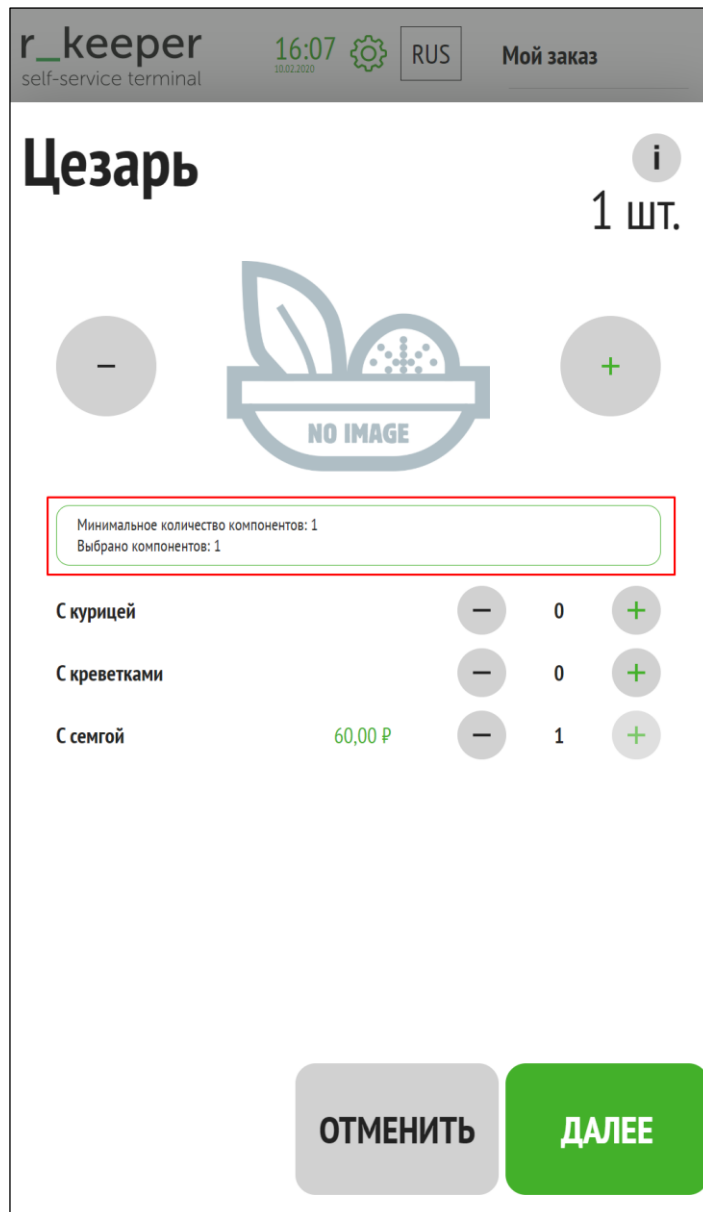 r_keeper
self-service terminal
16:07
10.02.2020
RUS
Мой заказ
Цезарь
i
1 шт.
−
NO IMAGE
+
Минимальное количество компонентов: 1
Выбрано компонентов: 1
С курицей − 0 +
С креветками − 0 +
С семгой 60,00 ₽ − 1 +
ОТМЕНИТЬ
ДАЛЕЕ